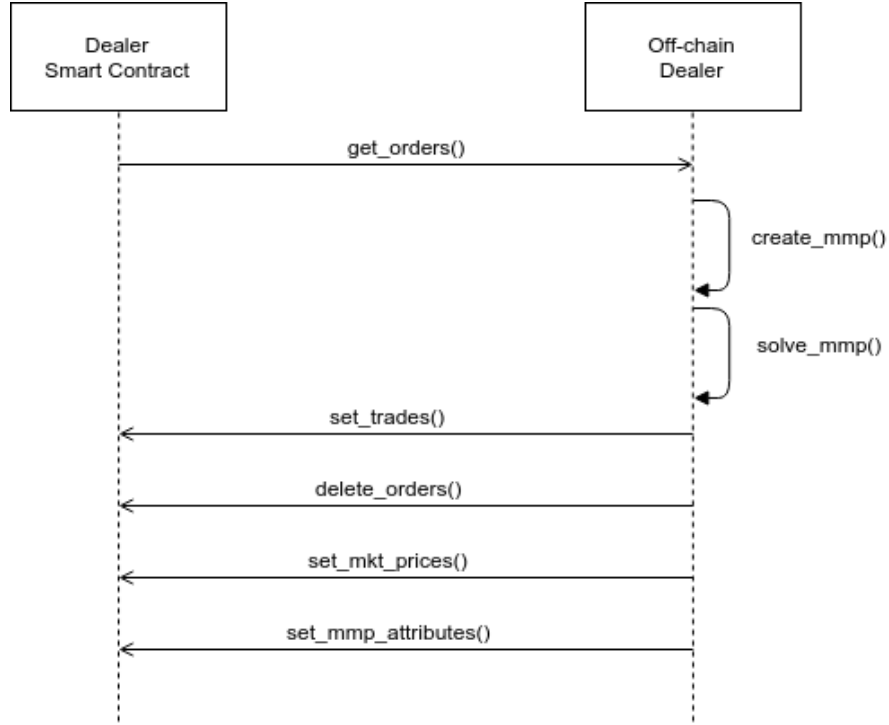 Dealer
Smart Contract
Off-chain
Dealer
get_orders()
create_mmp()
solve_mmp()
set_trades()
delete_orders()
set_mkt_prices()
set_mmp_attributes()